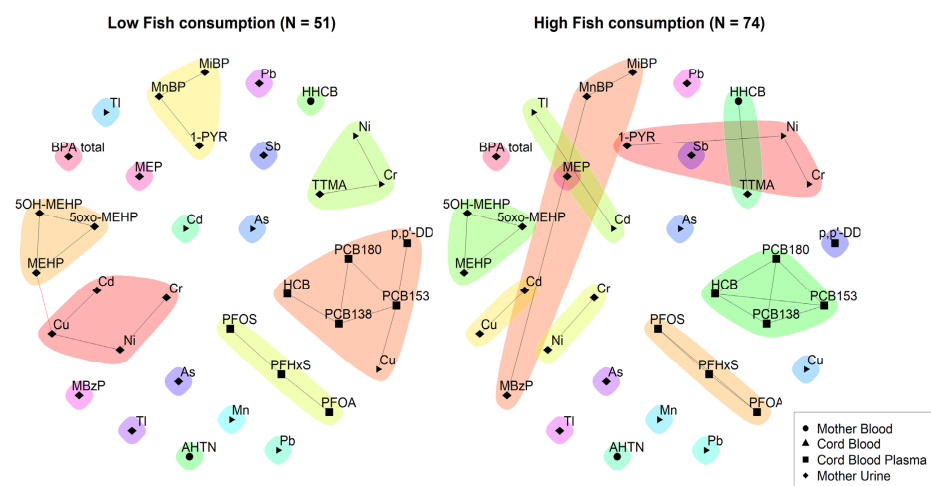 Low Fish consumption (N = 51)
High Fish consumption (N = 74)
MiBP
MnBP
Pb
HHCB
Tl
1-PYR
Ni
BPA total
MEP
Sb
Cr
TTMA
5OH-MEHP
5oxo-MEHP
Cd
As
p,p'-DD
PCB180
MEHP
Cd
Cr
HCB
PCB153
Cu
PFOS
PCB138
Ni
Cu
MBzP
As
PFHxS
PFOA
Tl
Mn
AHTN
Pb
MiBP
MnBP
Pb
HHCB
Tl
1-PYR
Ni
BPA total
MEP
Sb
Cr
TTMA
5OH-MEHP
5oxo-MEHP
Cd
As
p,p'-DD
PCB180
MEHP
Cd
Cr
HCB
PCB153
Cu
PFOS
PCB138
Ni
Cu
MBzP
As
PFHxS
PFOA
Tl
Mn
AHTN
Pb
Mother Blood
Cord Blood
Cord Blood Plasma
Mother Urine